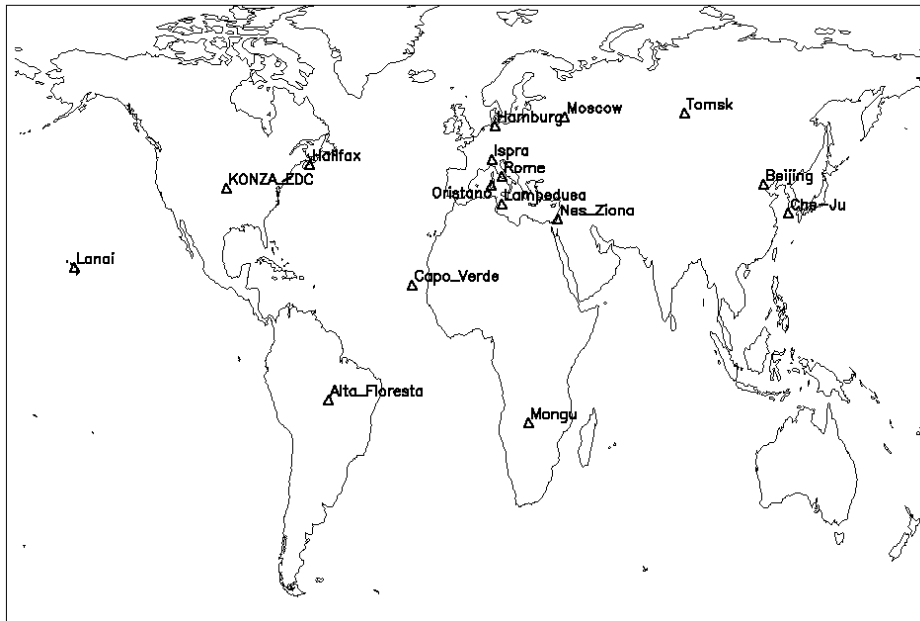 Moscow
Tomsk
Hamburg
Halifax
Ispra
Rome
KONZA_EDC
Beijing
Oristano
Lampedusa
Che-Ju
Nes_Ziona
Lanai
Capo_Verde
Alta_Floresta
Mongu